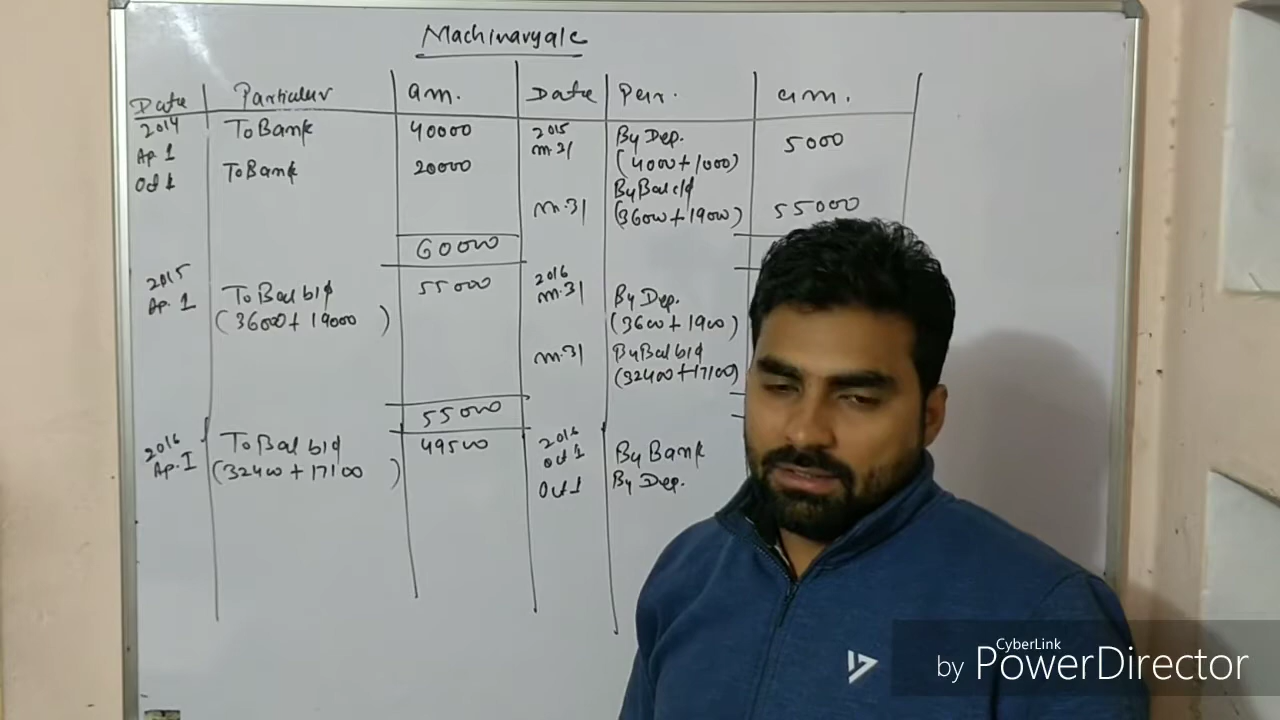 Machinarya/c
Date Particular am. Date Par. am.
2014 To Bank 40000 2015 By Dep. 5000
Ap. 1 m.31 (4000+1000)
Oct 1 To Bank 20000 By Bal c/d
m.31 (36000+19000) 55000
60000
2015 To Bal b/d 55000 2016 By Dep.
Ap. 1 (36000+19000) m.31 (3600+1900)
m.31 By Bal b/d
(32400+17100)
55000
2016 To Bal b/d 49500 2016 By Bank
Ap. 1 (32400+17100) Oct 1
Oct 1 By Dep.
CyberLink
by PowerDirector